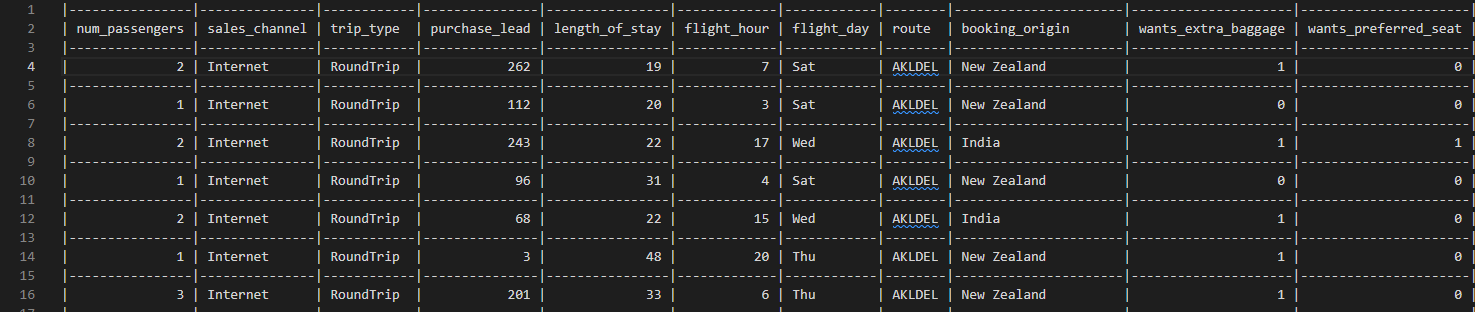 1 |----------------|---------------|------------|---------------|----------------|-------------|------------|--------|----------------------|---------------------|----------------------|
2 | num_passengers | sales_channel | trip_type | purchase_lead | length_of_stay | flight_hour | flight_day | route | booking_origin | wants_extra_baggage | wants_preferred_seat |
3 |----------------|---------------|------------|---------------|----------------|-------------|------------|--------|----------------------|---------------------|----------------------|
4 | 2 | Internet | RoundTrip | 262 | 19 | 7 | Sat | AKLDEL | New Zealand | 1 | 0 |
5 |----------------|---------------|------------|---------------|----------------|-------------|------------|--------|----------------------|---------------------|----------------------|
6 | 1 | Internet | RoundTrip | 112 | 20 | 3 | Sat | AKLDEL | New Zealand | 0 | 0 |
7 |----------------|---------------|------------|---------------|----------------|-------------|------------|--------|----------------------|---------------------|----------------------|
8 | 2 | Internet | RoundTrip | 243 | 22 | 17 | Wed | AKLDEL | India | 1 | 1 |
9 |----------------|---------------|------------|---------------|----------------|-------------|------------|--------|----------------------|---------------------|----------------------|
10 | 1 | Internet | RoundTrip | 96 | 31 | 4 | Sat | AKLDEL | New Zealand | 0 | 0 |
11 |----------------|---------------|------------|---------------|----------------|-------------|------------|--------|----------------------|---------------------|----------------------|
12 | 2 | Internet | RoundTrip | 68 | 22 | 15 | Wed | AKLDEL | India | 1 | 0 |
13 |----------------|---------------|------------|---------------|----------------|-------------|------------|--------|----------------------|---------------------|----------------------|
14 | 1 | Internet | RoundTrip | 3 | 48 | 20 | Thu | AKLDEL | New Zealand | 1 | 0 |
15 |----------------|---------------|------------|---------------|----------------|-------------|------------|--------|----------------------|---------------------|----------------------|
16 | 3 | Internet | RoundTrip | 201 | 33 | 6 | Thu | AKLDEL | New Zealand | 1 | 0 |